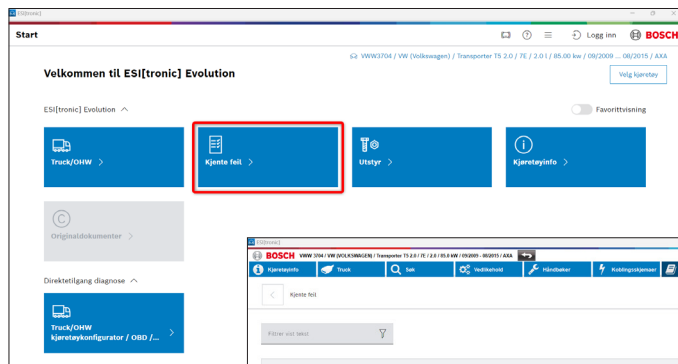 ESI[tronic]
Start
Logg inn
BOSCH
VWW3704 / VW (Volkswagen) / Transporter T5 2.0 / 7E / 2.0 l / 85.00 kw / 09/2009 ... 08/2015 / AXA
Velkommen til ESI[tronic] Evolution
Velg kjøretøy
ESI[tronic] Evolution
Favorittvisning
Truck/OHW >
Kjente feil >
Utstyr >
Kjøretøyinfo >
Originaldokumenter >
ESI[tronic]
BOSCH VWW 3704 / VW (VOLKSWAGEN) / Transporter T5 2.0 / 7E / 2.0 / 85.0 kW / 09/2009 - 08/2015 / AXA
Kjøretøyinfo
Truck
Søk
Vedlikehold
Håndbøker
Koblingsskjemaer
Kjente feil
Direktetilgang diagnose
Truck/OHW
kjøretøykonfigurator / OBD /... >
Filtrer vist tekst